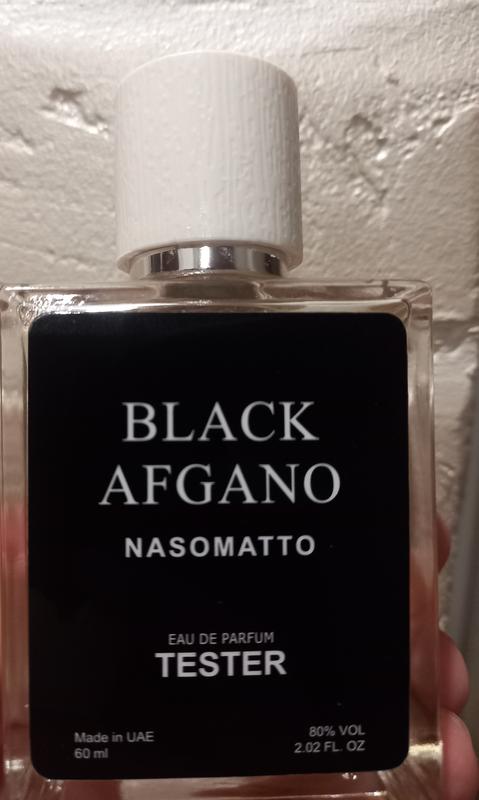 BLACK
AFGANO
NASOMATTO
EAU DE PARFUM
TESTER
Made in UAE
60 ml
80% VOL
2.02 FL. OZ